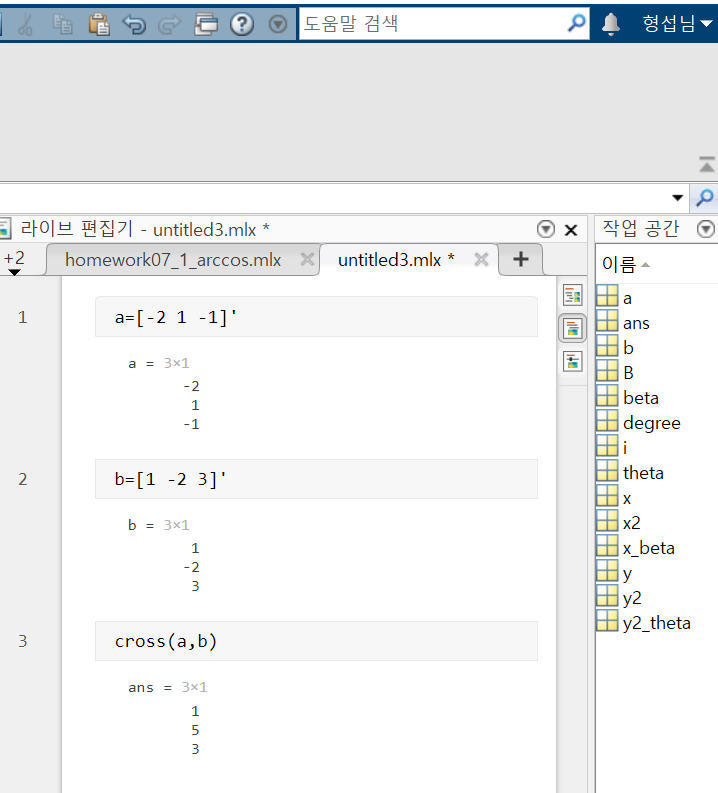 도움말 검색
형섭님
라이브 편집기 - untitled3.mlx *
작업 공간
+2
homework07_1_arccos.mlx
untitled3.mlx *
이름
1
a=[-2 1 -1]'
a = 3×1
-2
1
-1
2
b=[1 -2 3]'
b = 3×1
1
-2
3
3
cross(a,b)
ans = 3×1
1
5
3
a
ans
b
B
beta
degree
i
theta
x
x2
x_beta
y
y2
y2_theta